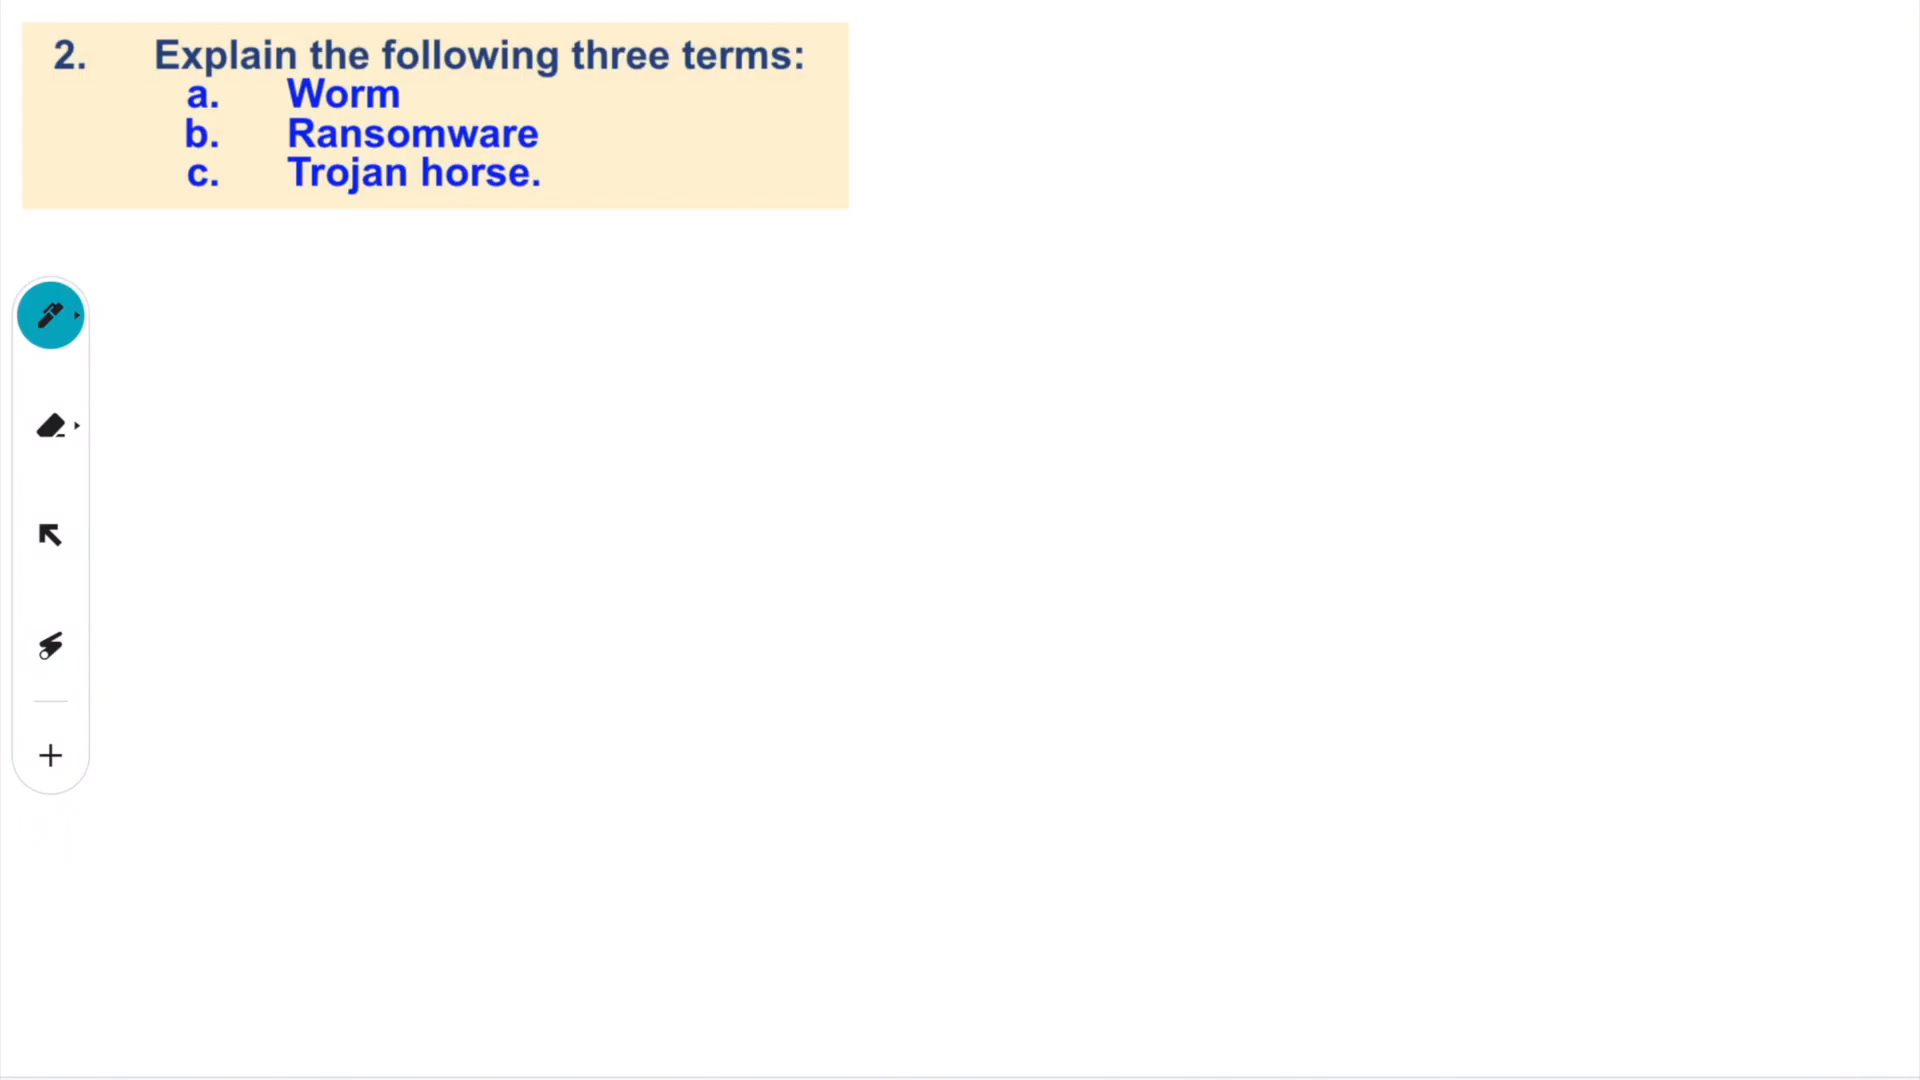 2. Explain the following three terms:
a. Worm
b. Ransomware
c. Trojan horse.